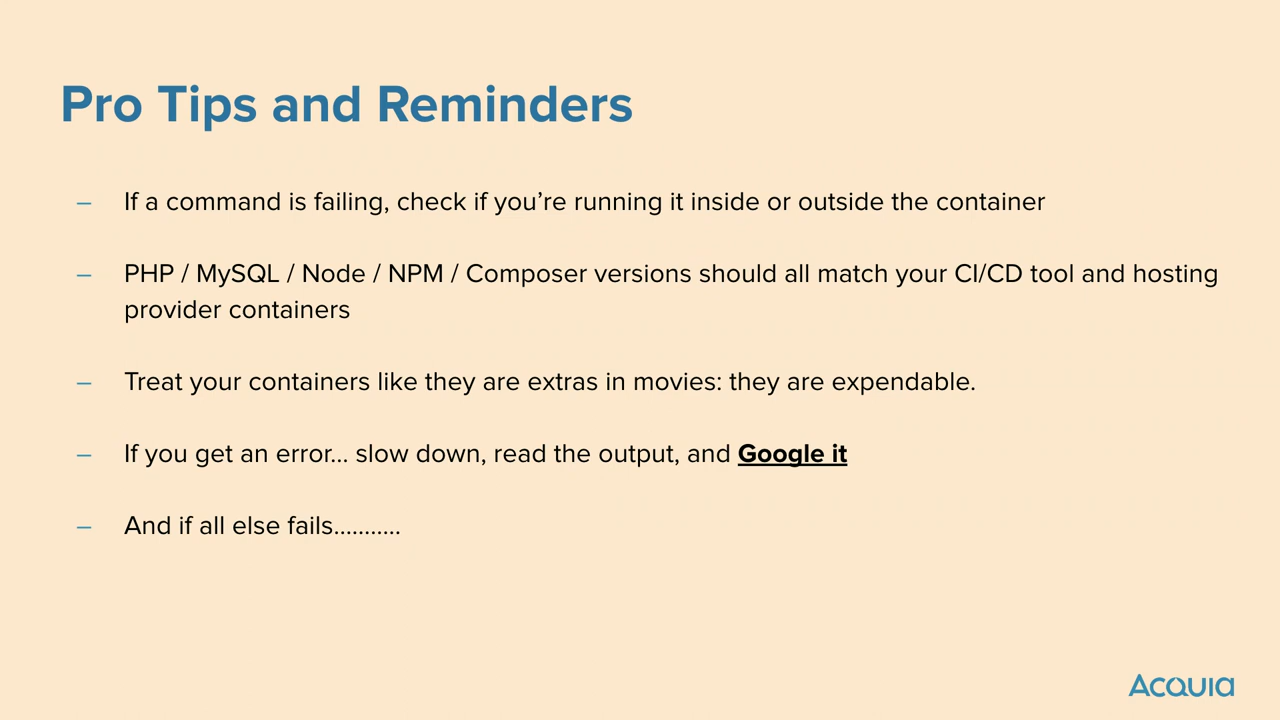 Pro Tips and Reminders
– If a command is failing, check if you’re running it inside or outside the container
– PHP / MySQL / Node / NPM / Composer versions should all match your CI/CD tool and hosting
provider containers
– Treat your containers like they are extras in movies: they are expendable.
– If you get an error... slow down, read the output, and Google it
– And if all else fails...........
ACQUIA